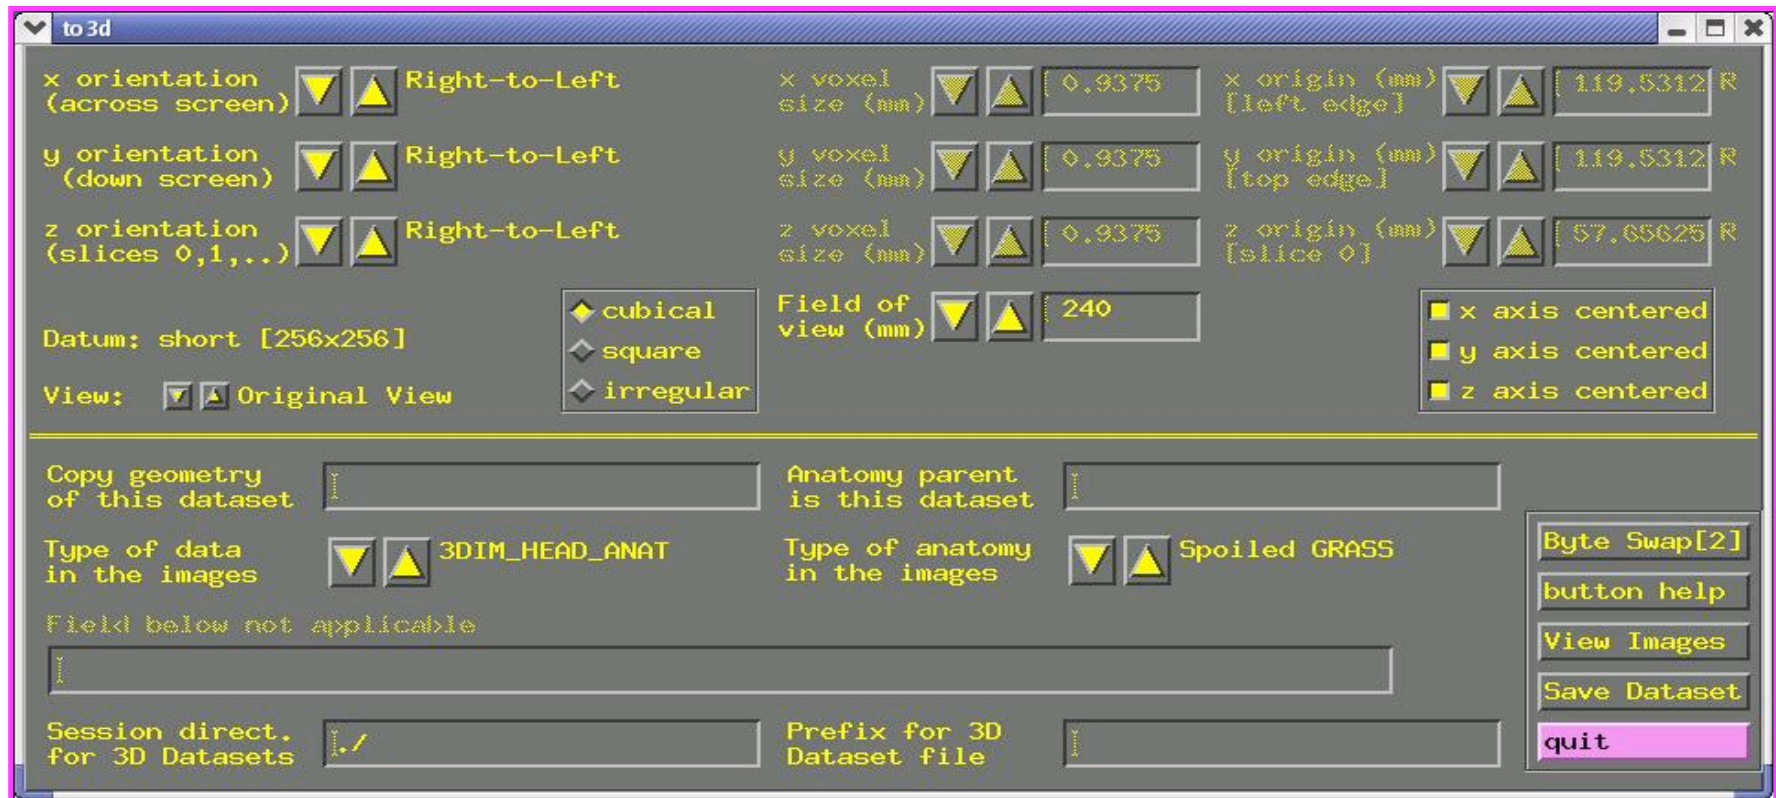 to3d
x orientation
(across screen)
Right-to-Left
x voxel
size (mm)
0.9375
x origin (mm)
[left edge]
119.5312 R
y orientation
(down screen)
Right-to-Left
y voxel
size (mm)
0.9375
y origin (mm)
[top edge]
119.5312 R
z orientation
(slices 0,1,..)
Right-to-Left
z voxel
size (mm)
0.9375
z origin (mm)
[slice 0]
57.65625 R
Datum: short [256x256]
View: Original View
cubical
square
irregular
Field of
view (mm)
240
x axis centered
y axis centered
z axis centered
Copy geometry
of this dataset
Anatomy parent
is this dataset
Type of data
in the images
3DIM_HEAD_ANAT
Type of anatomy
in the images
Spoiled GRASS
Field below not applicable
Session direct.
for 3D Datasets
./
Prefix for 3D
Dataset file
Byte Swap[2]
button help
View Images
Save Dataset
quit